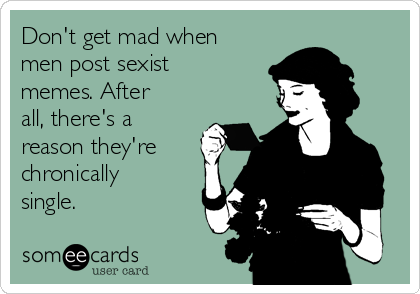 Don't get mad when
men post sexist
memes. After
all, there's a
reason they're
chronically
single.
someecards
user card